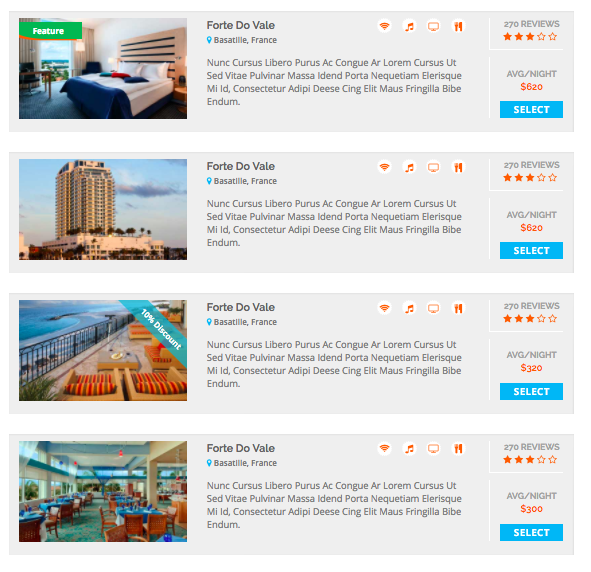 Feature
Forte Do Vale
270 REVIEWS
Basatille, France
Nunc Cursus Libero Purus Ac Congue Ar Lorem Cursus Ut
Sed Vitae Pulvinar Massa Idend Porta Nequetiam Elerisque
Mi Id, Consectetur Adipi Deese Cing Elit Maus Fringilla Bibe
Endum.
AVG/NIGHT
$620
SELECT
Forte Do Vale
270 REVIEWS
Basatille, France
Nunc Cursus Libero Purus Ac Congue Ar Lorem Cursus Ut
Sed Vitae Pulvinar Massa Idend Porta Nequetiam Elerisque
Mi Id, Consectetur Adipi Deese Cing Elit Maus Fringilla Bibe
Endum.
AVG/NIGHT
$620
SELECT
10% Discount
Forte Do Vale
270 REVIEWS
Basatille, France
Nunc Cursus Libero Purus Ac Congue Ar Lorem Cursus Ut
Sed Vitae Pulvinar Massa Idend Porta Nequetiam Elerisque
Mi Id, Consectetur Adipi Deese Cing Elit Maus Fringilla Bibe
Endum.
AVG/NIGHT
$320
SELECT
Forte Do Vale
270 REVIEWS
Basatille, France
Nunc Cursus Libero Purus Ac Congue Ar Lorem Cursus Ut
Sed Vitae Pulvinar Massa Idend Porta Nequetiam Elerisque
Mi Id, Consectetur Adipi Deese Cing Elit Maus Fringilla Bibe
Endum.
AVG/NIGHT
$300
SELECT